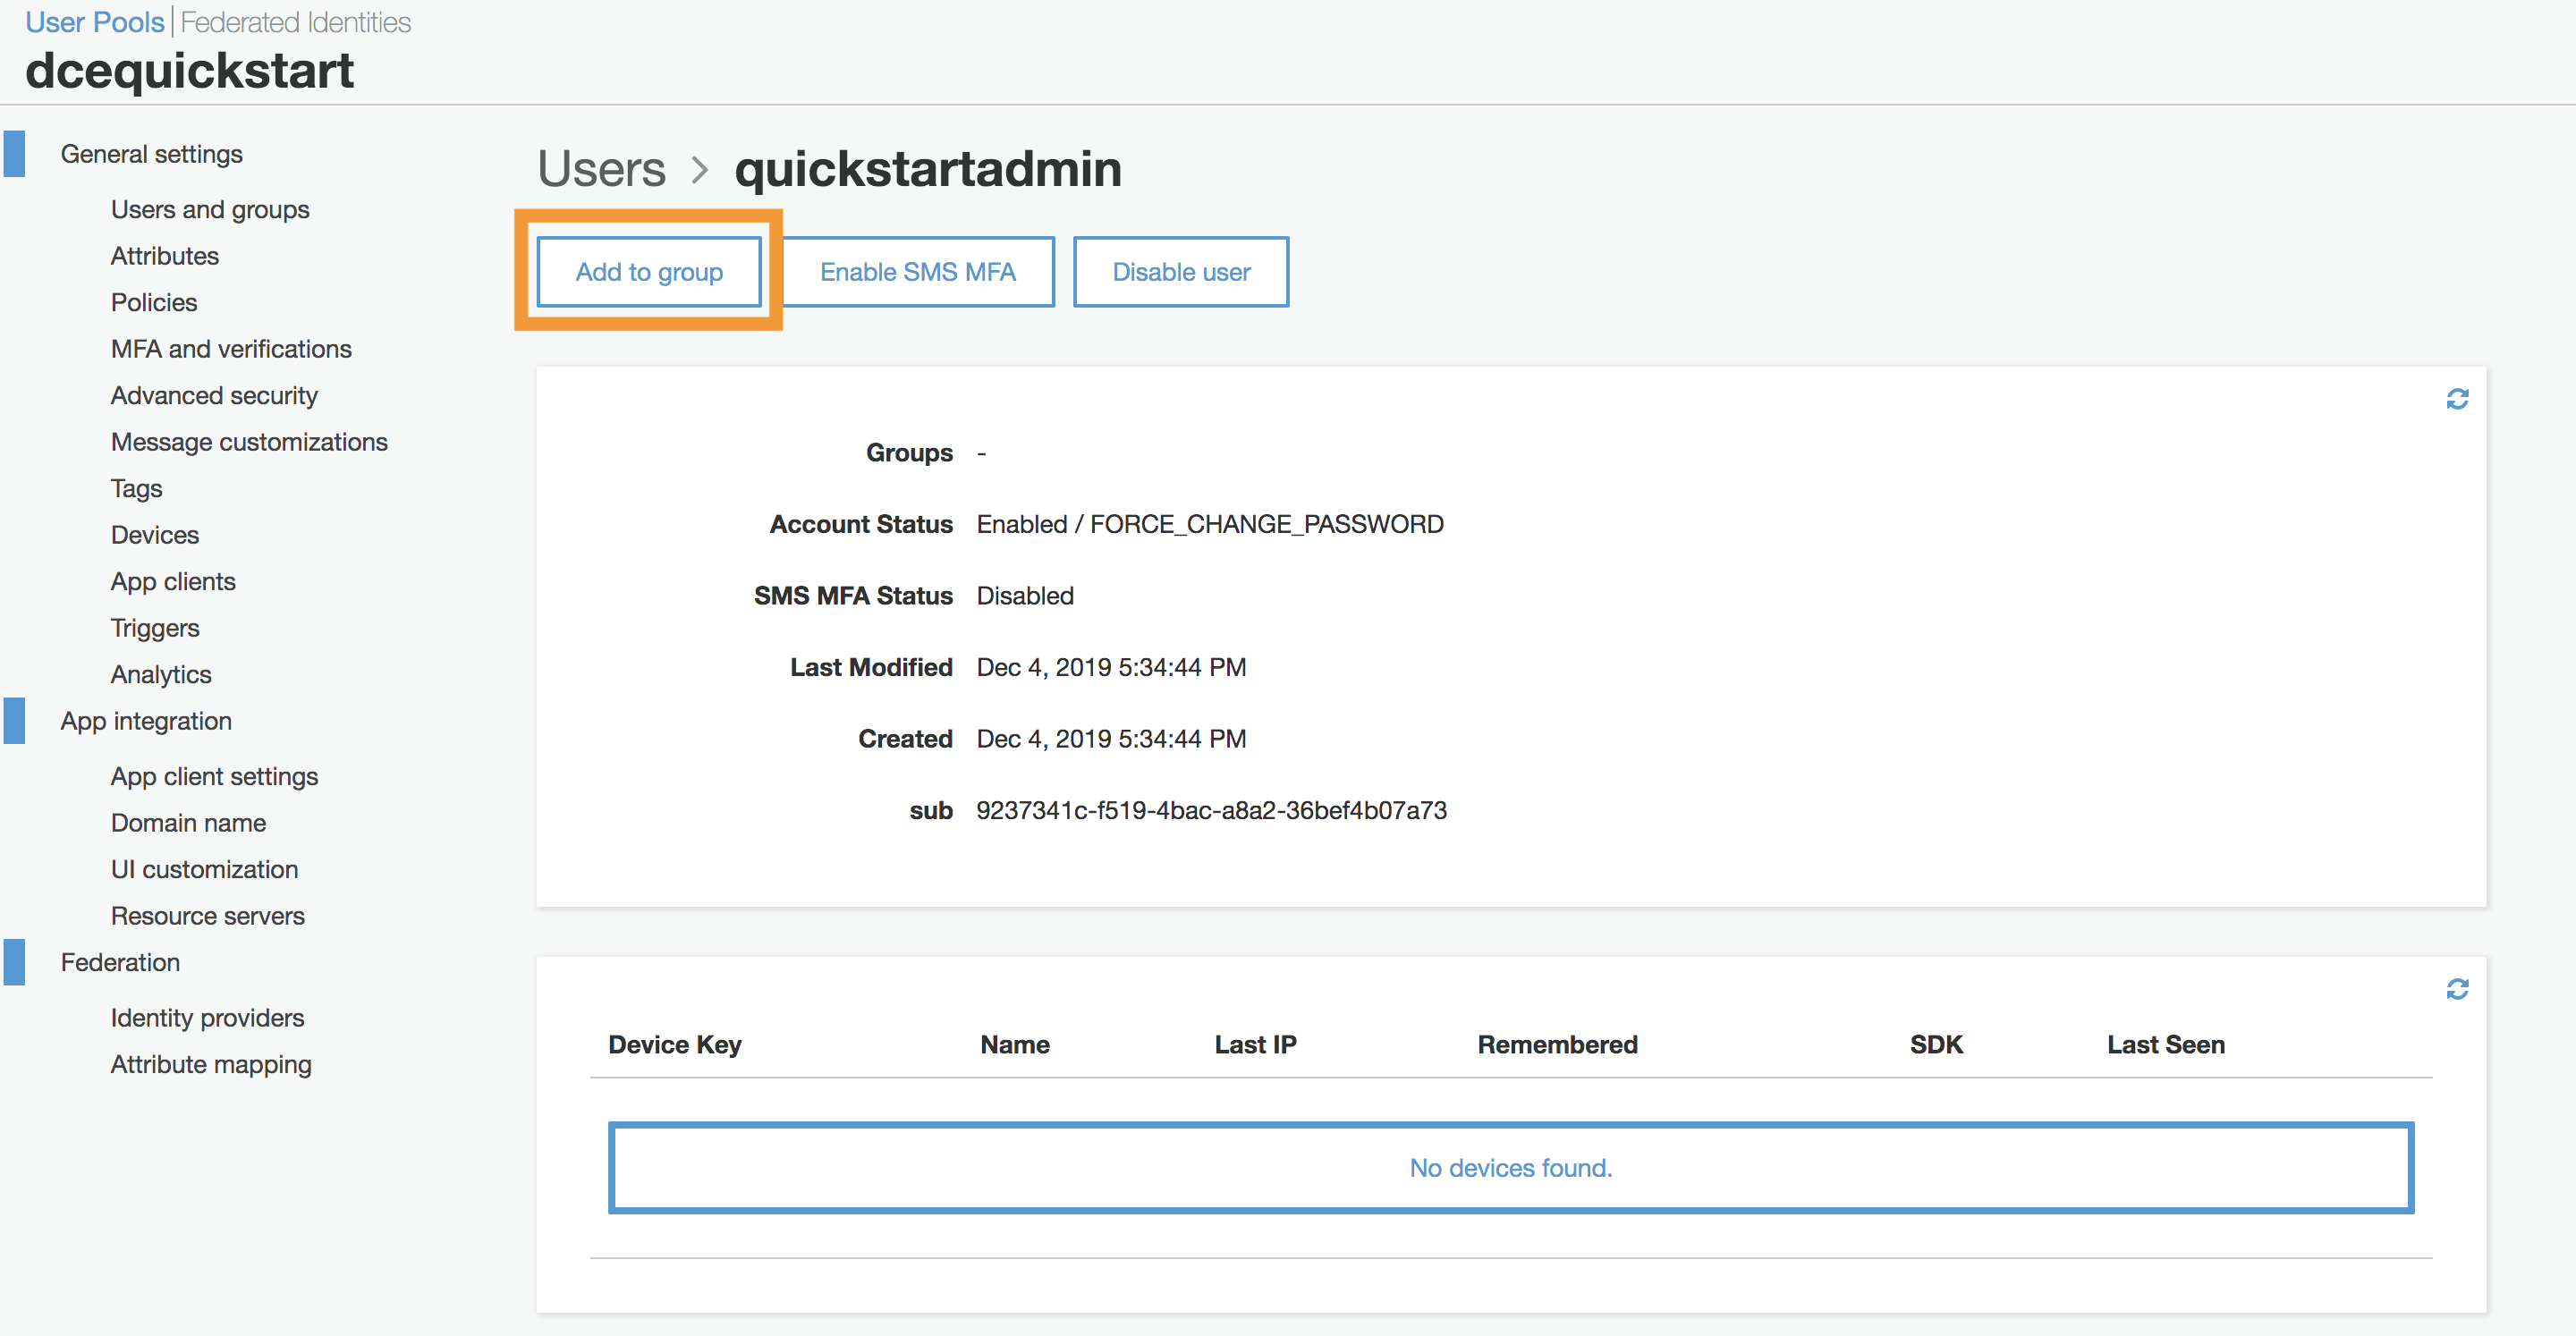 User Pools | Federated Identities
dcequickstart
General settings
Users and groups
Attributes
Policies
MFA and verifications
Advanced security
Message customizations
Tags
Devices
App clients
Triggers
Analytics
App integration
App client settings
Domain name
UI customization
Resource servers
Federation
Identity providers
Attribute mapping
Users > quickstartadmin
Add to group Enable SMS MFA Disable user
Groups -
Account Status Enabled / FORCE_CHANGE_PASSWORD
SMS MFA Status Disabled
Last Modified Dec 4, 2019 5:34:44 PM
Created Dec 4, 2019 5:34:44 PM
sub 9237341c-f519-4bac-a8a2-36bef4b07a73
Device Key Name Last IP Remembered SDK Last Seen
No devices found.